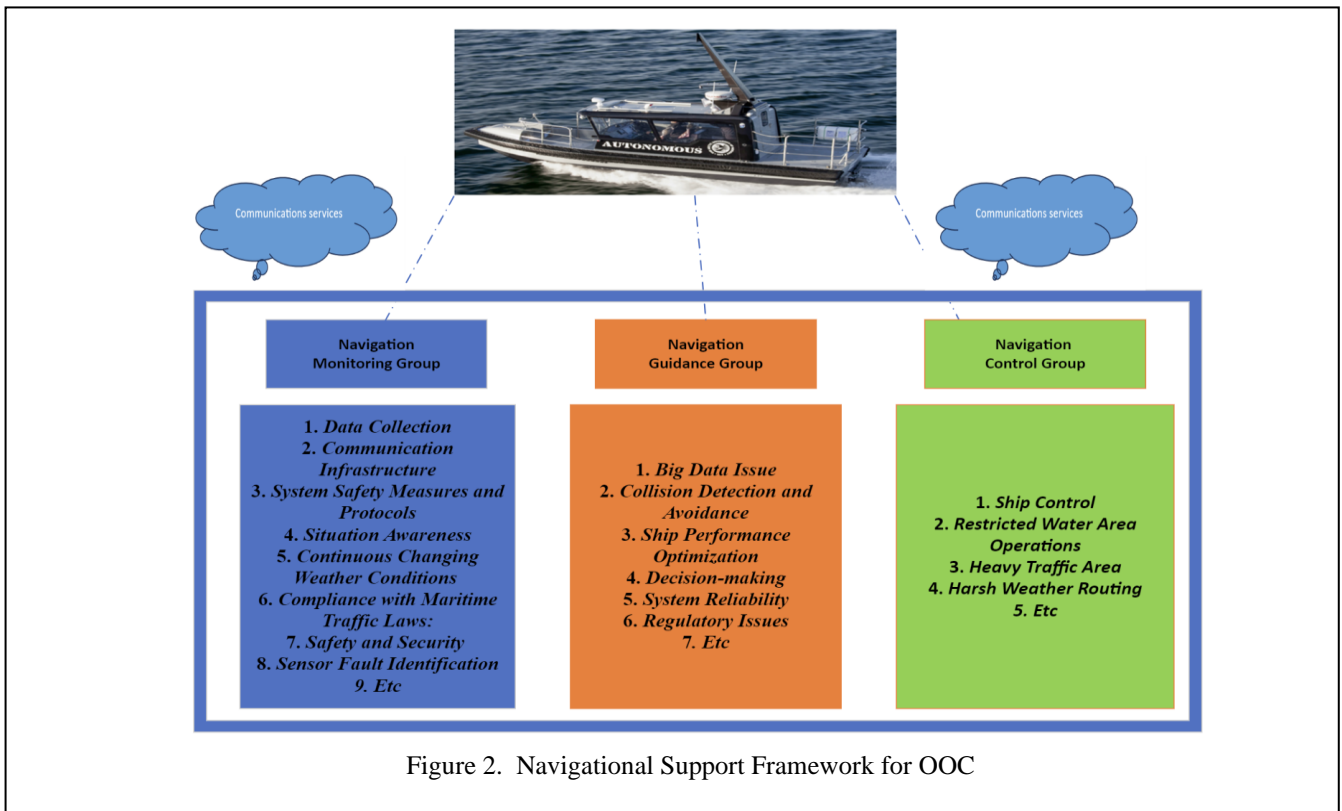 AUTONOMOUS
Communications services
Communications services
Navigation
Monitoring Group
Navigation
Guidance Group
Navigation
Control Group
1. Data Collection
2. Communication
Infrastructure
3. System Safety Measures and
Protocols
4. Situation Awareness
5. Continuous Changing
Weather Conditions
6. Compliance with Maritime
Traffic Laws:
7. Safety and Security
8. Sensor Fault Identification
9. Etc
1. Big Data Issue
2. Collision Detection and
Avoidance
3. Ship Performance
Optimization
4. Decision-making
5. System Reliability
6. Regulatory Issues
7. Etc
1. Ship Control
2. Restricted Water Area
Operations
3. Heavy Traffic Area
4. Harsh Weather Routing
5. Etc
Figure 2. Navigational Support Framework for OOC